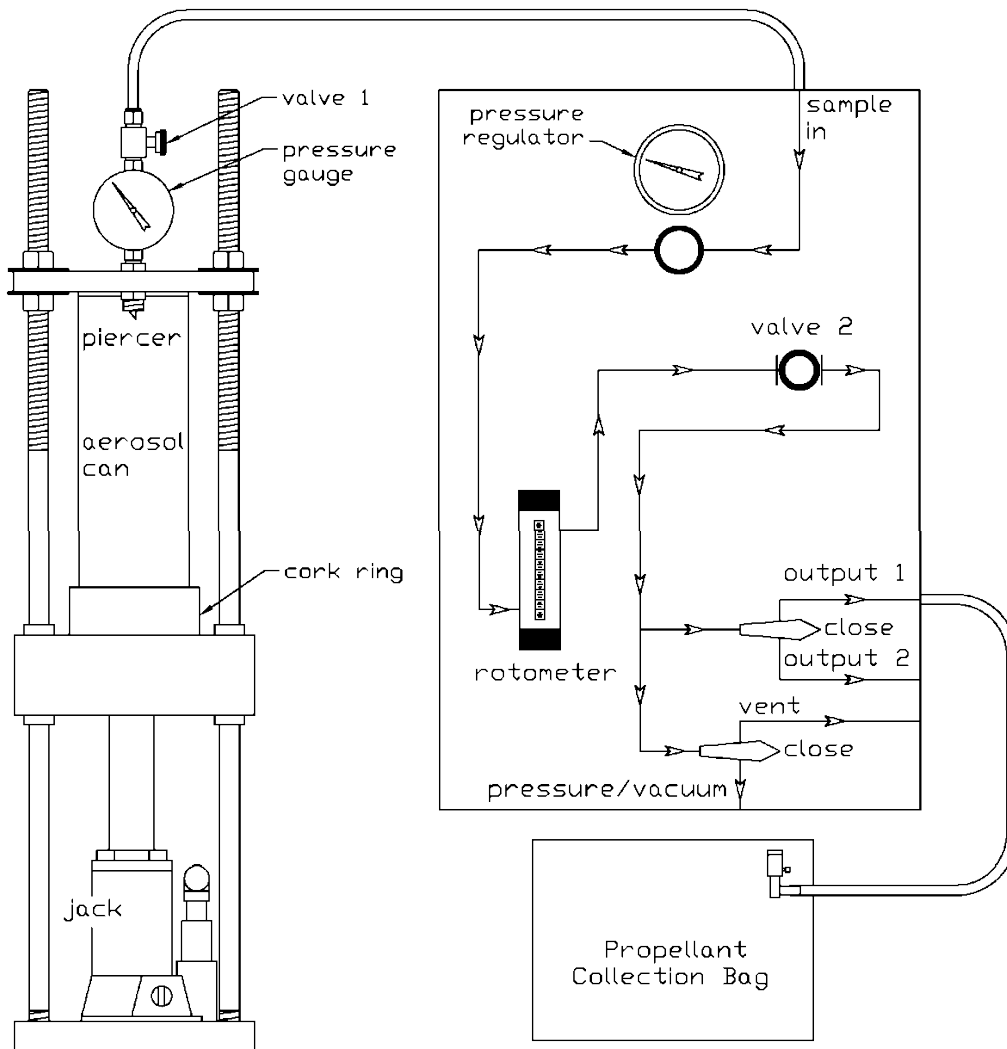 valve 1
pressure
gauge
piercer
aerosol
can
cork ring
jack
sample
in
pressure
regulator
valve 2
rotometer
output 1
close
output 2
vent
close
pressure/vacuum
Propellant
Collection Bag